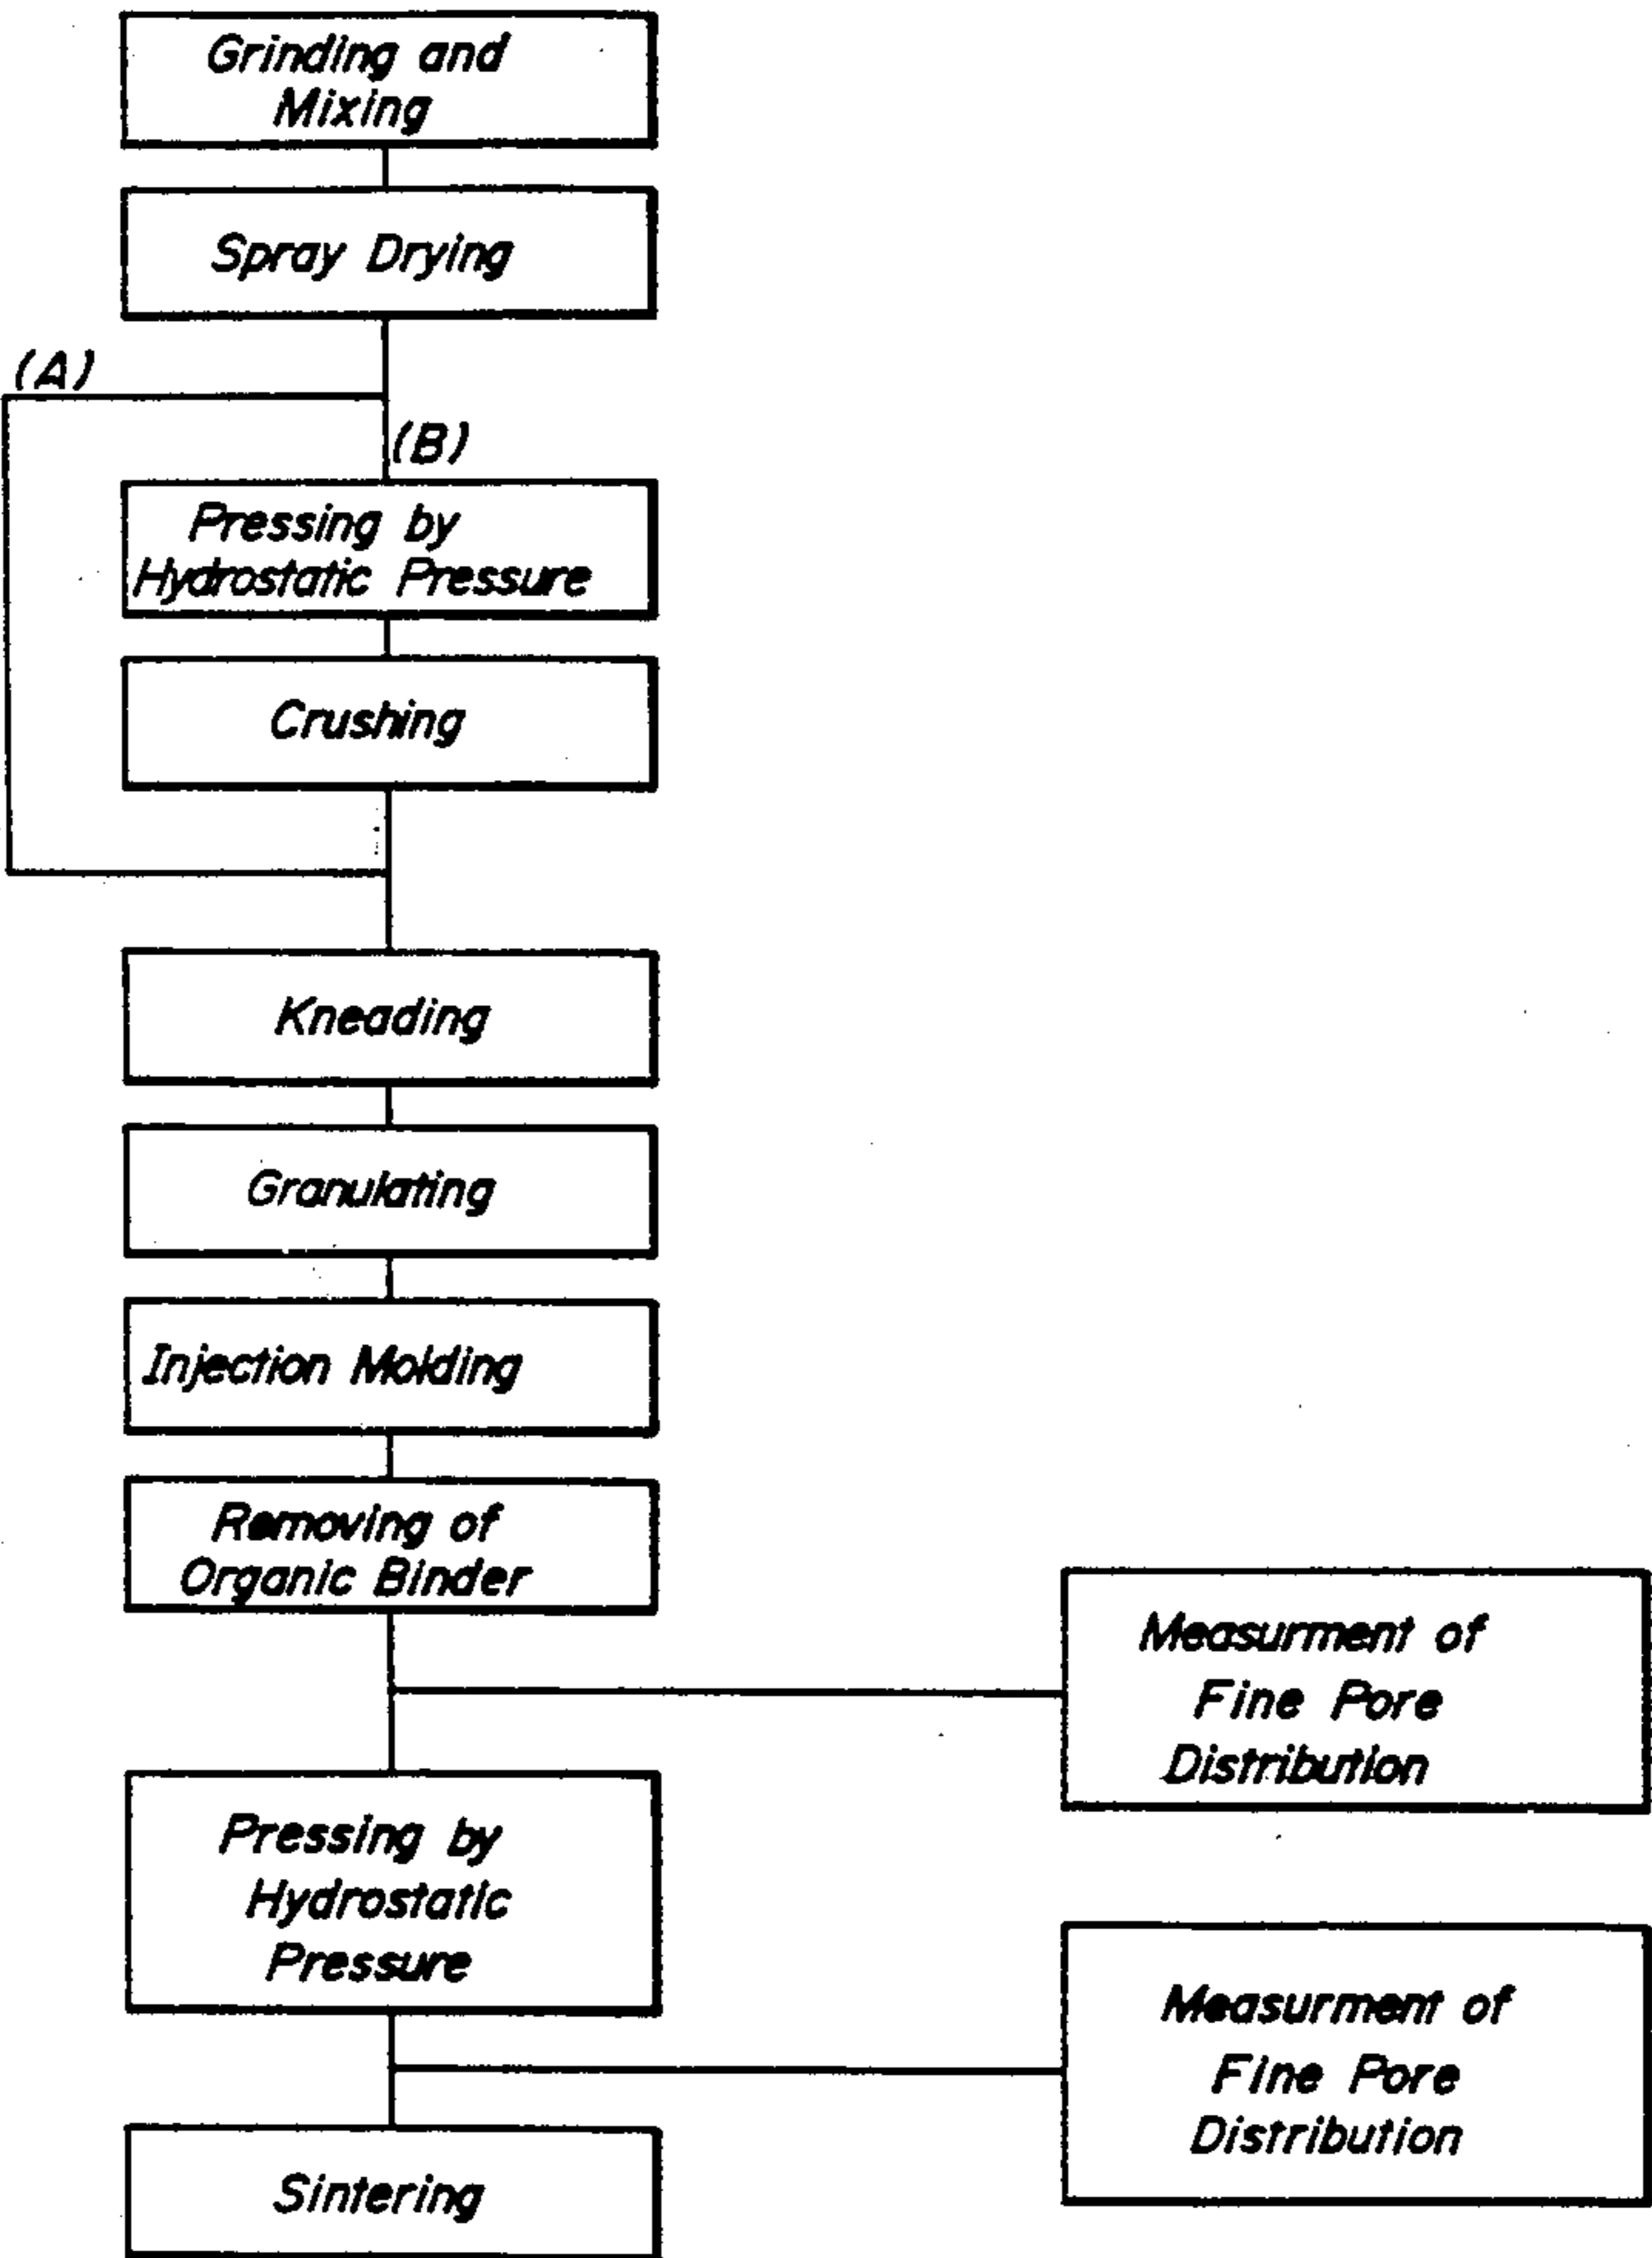 Grinding and
Mixing
Spray Drying
(A)
(B)
Pressing by
Hydrostatic Pressure
Crushing
Kneading
Granulating
Injection Molding
Removing of
Organic Binder
Measurment of
Fine Pore
Distribution
Pressing by
Hydrostatic
Pressure
Measurment of
Fine Pore
Distribution
Sintering